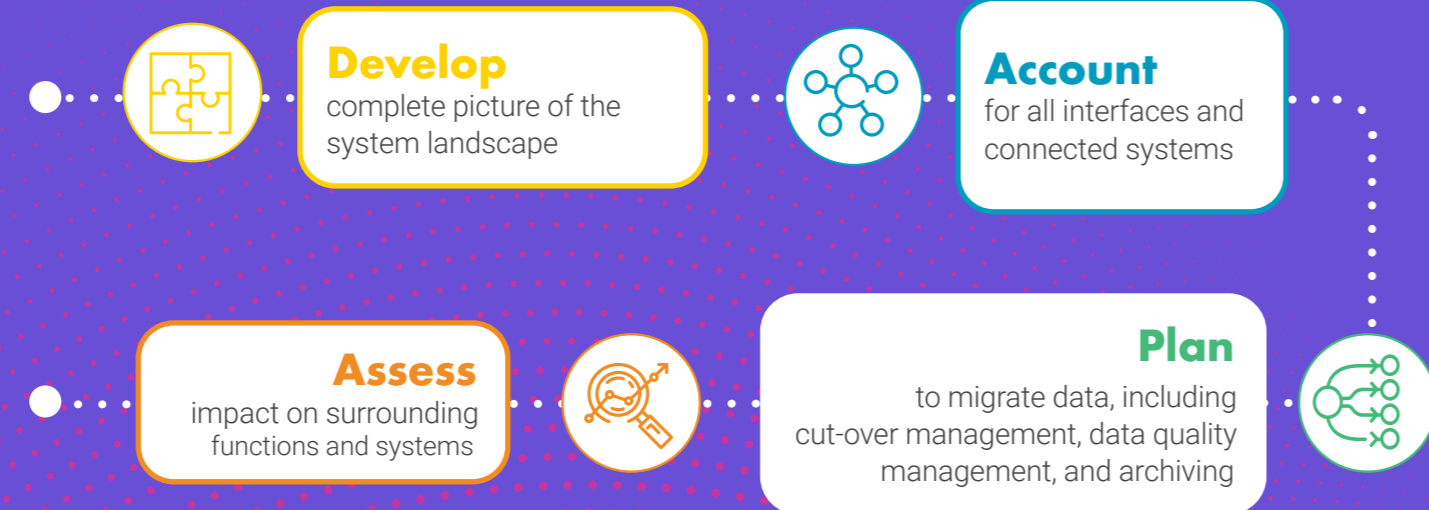 Develop
complete picture of the
system landscape
Account
for all interfaces and
connected systems
Plan
to migrate data, including
cut-over management, data quality
management, and archiving
Assess
impact on surrounding
functions and systems